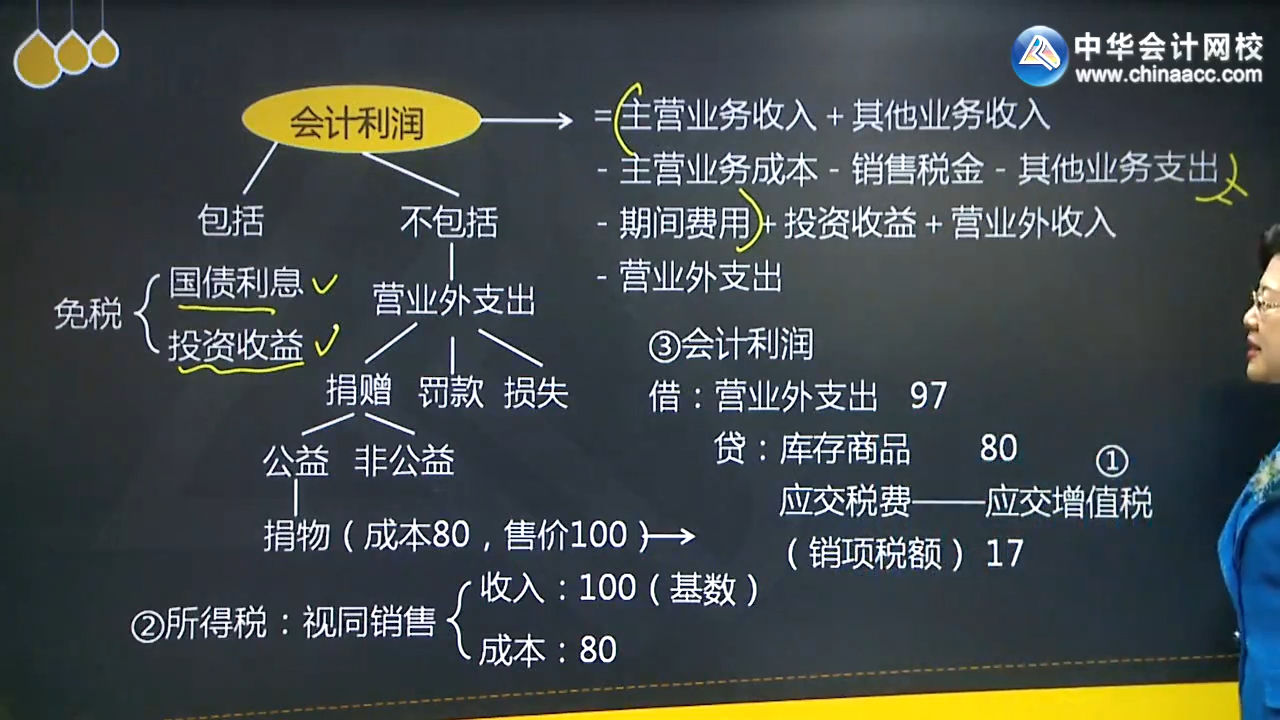 中华会计网校
www.chinaacc.com
会计利润
= 主营业务收入 + 其他业务收入
- 主营业务成本 - 销售税金 - 其他业务支出
- 期间费用 + 投资收益 + 营业外收入
- 营业外支出
包括
不包括
免税
国债利息
投资收益
营业外支出
捐赠 罚款 损失
公益 非公益
捐物（成本80，售价100）
③会计利润
借：营业外支出 97
贷：库存商品 80
①
应交税费——应交增值税
（销项税额） 17
②所得税：视同销售
收入：100（基数）
成本：80